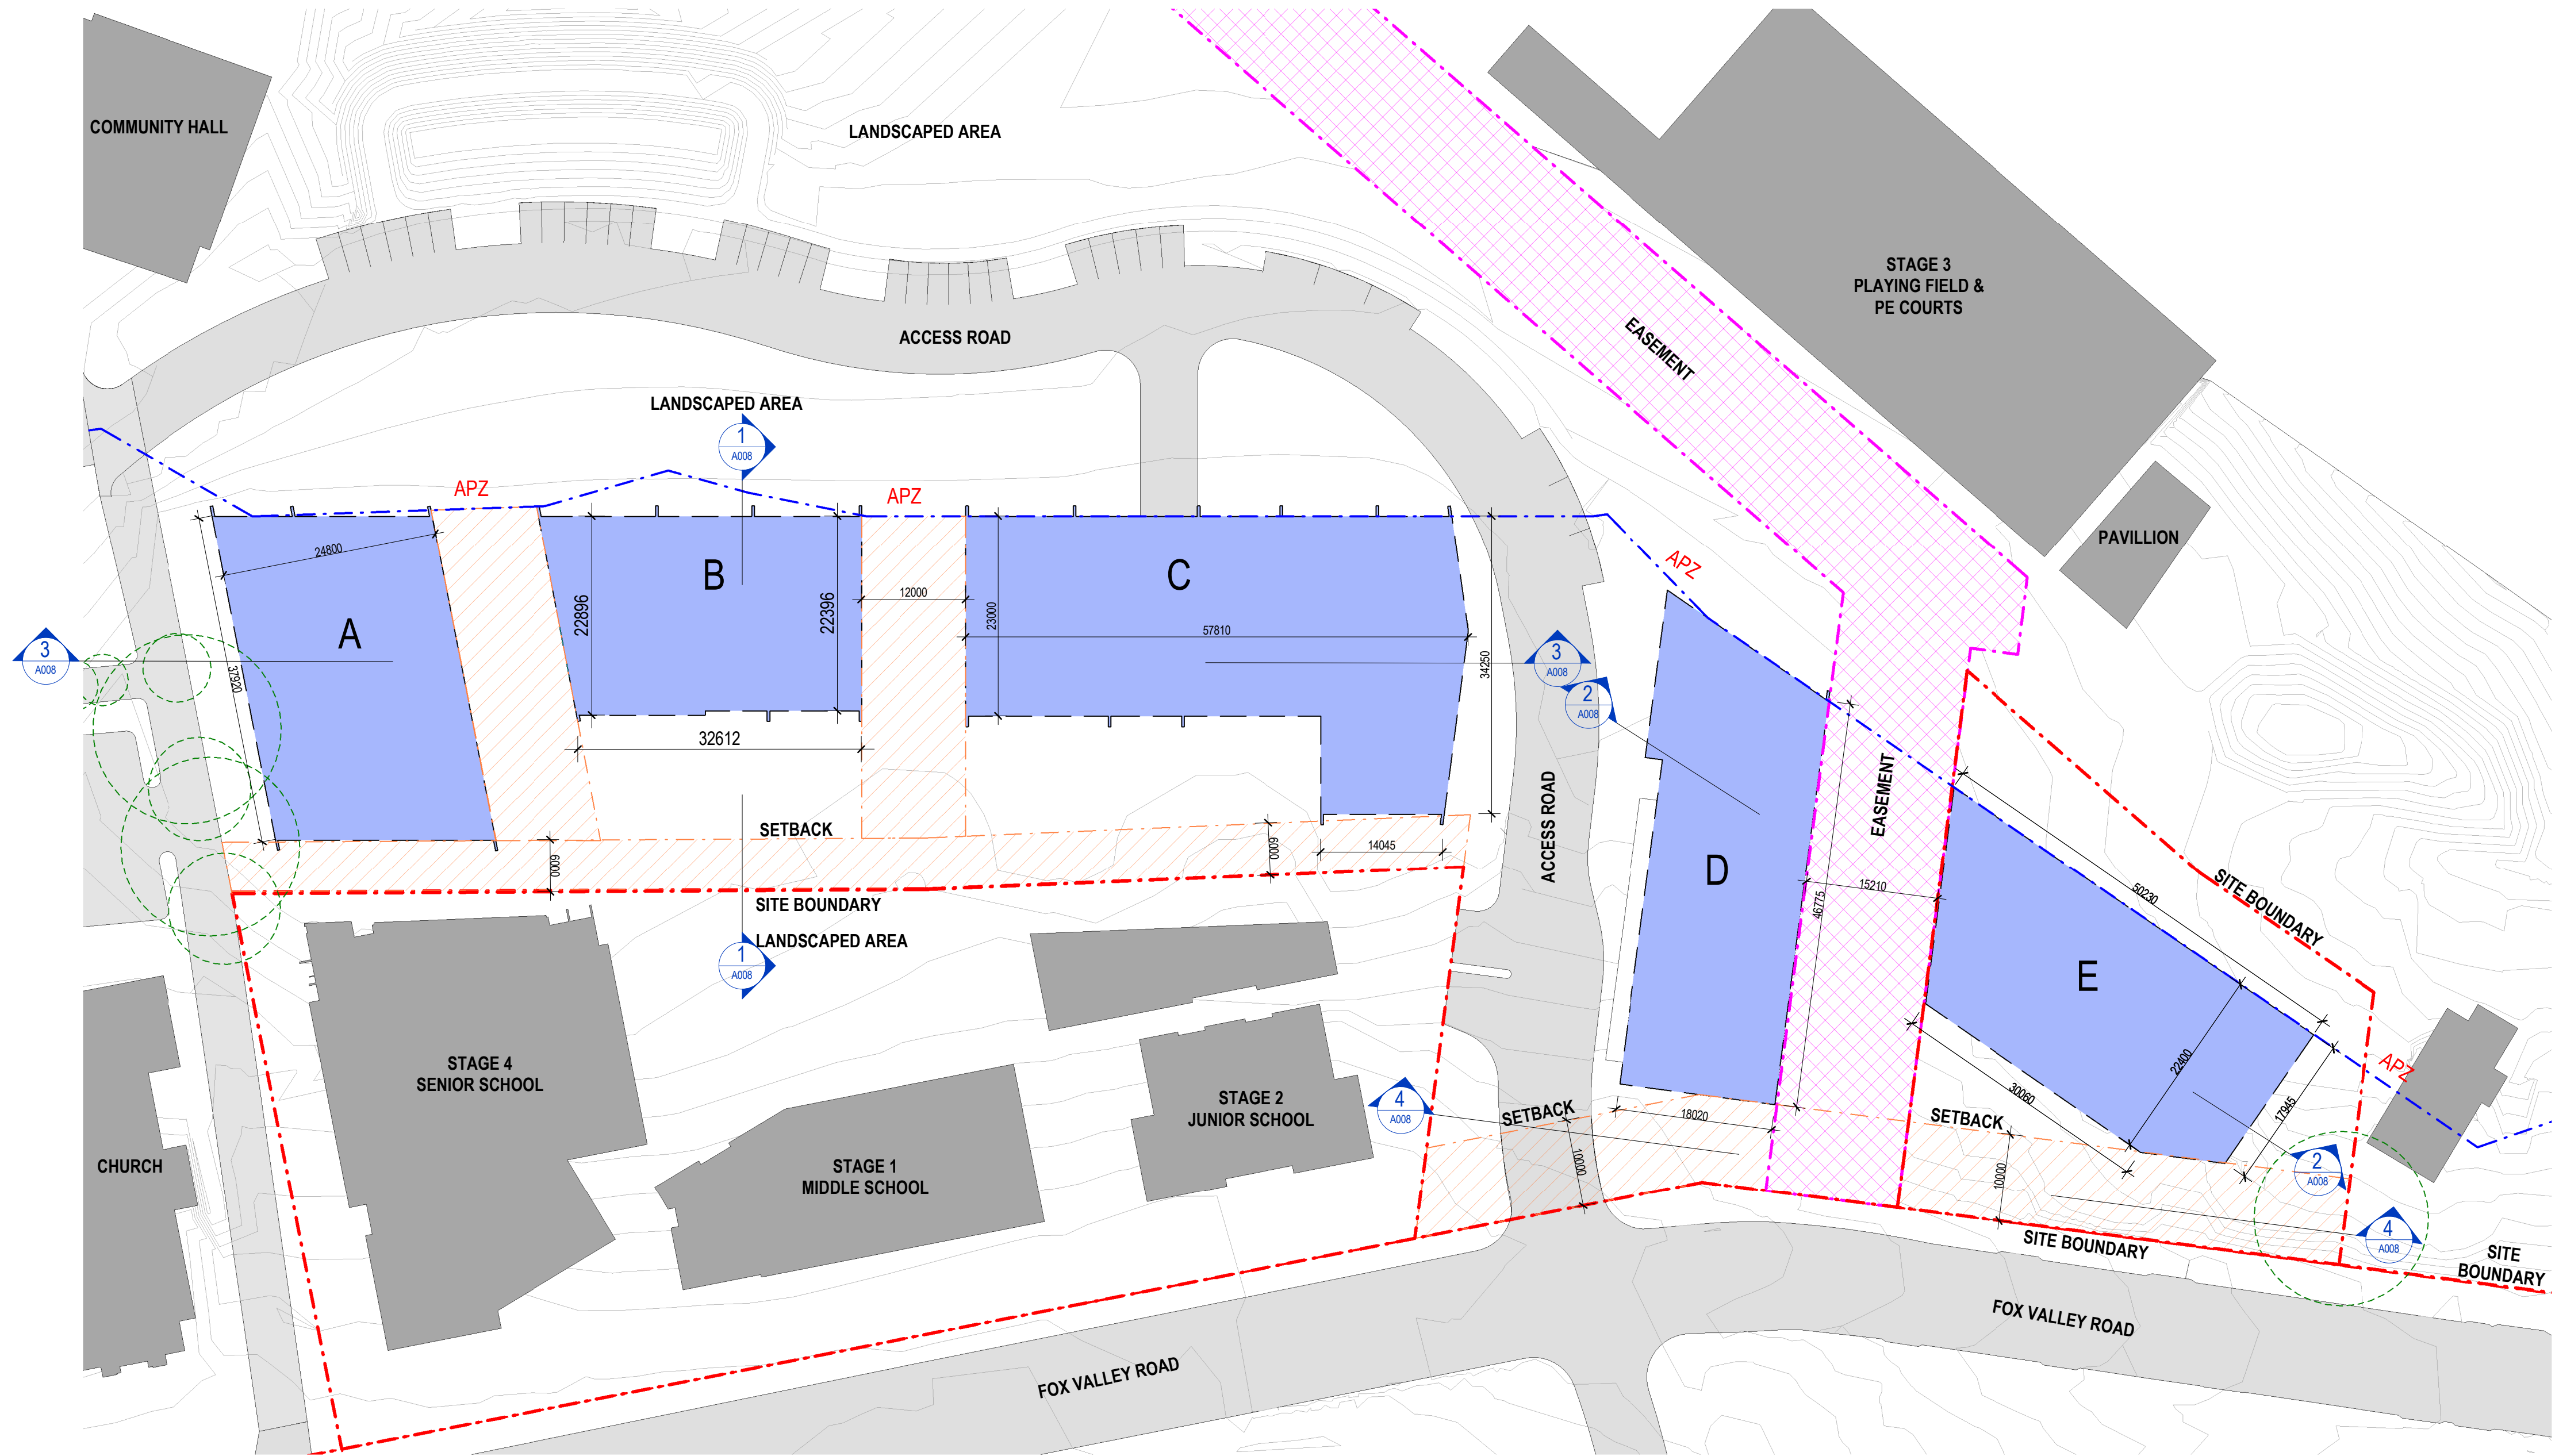 COMMUNITY HALL
LANDSCAPED AREA
STAGE 3
PLAYING FIELD &
PE COURTS
ACCESS ROAD
EASEMENT
LANDSCAPED AREA
1
A008
APZ
APZ
PAVILLION
APZ
24800
A
B
C
22896
22396
12000
23000
57810
34250
37920
3
A008
3
A008
2
A008
32612
EASEMENT
SETBACK
6000
6000
14045
ACCESS ROAD
D
46775
15210
50230
SITE BOUNDARY
SITE BOUNDARY
LANDSCAPED AREA
1
A008
E
22400
30060
17945
APZ
STAGE 4
SENIOR SCHOOL
STAGE 2
JUNIOR SCHOOL
4
A008
SETBACK
18020
SETBACK
10000
10000
CHURCH
STAGE 1
MIDDLE SCHOOL
2
A008
4
A008
SITE BOUNDARY
SITE
BOUNDARY
FOX VALLEY ROAD
FOX VALLEY ROAD